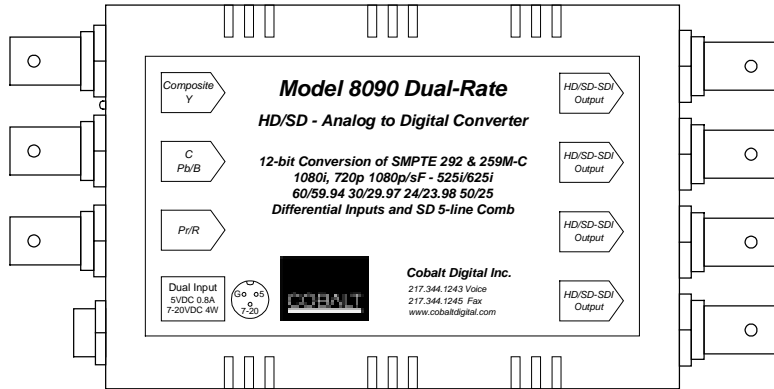 Composite
Y
C
Pb/B
Pr/R
Dual Input
5VDC 0.8A
7-20VDC 4W
G 5
7-20
Model 8090 Dual-Rate
HD/SD - Analog to Digital Converter
12-bit Conversion of SMPTE 292 & 259M-C
1080i, 720p 1080p/sF - 525i/625i
60/59.94 30/29.97 24/23.98 50/25
Differential Inputs and SD 5-line Comb
COBALT
Cobalt Digital Inc.
217.344.1243 Voice
217.344.1245 Fax
www.cobaltdigital.com
HD/SD-SDI
Output
HD/SD-SDI
Output
HD/SD-SDI
Output
HD/SD-SDI
Output